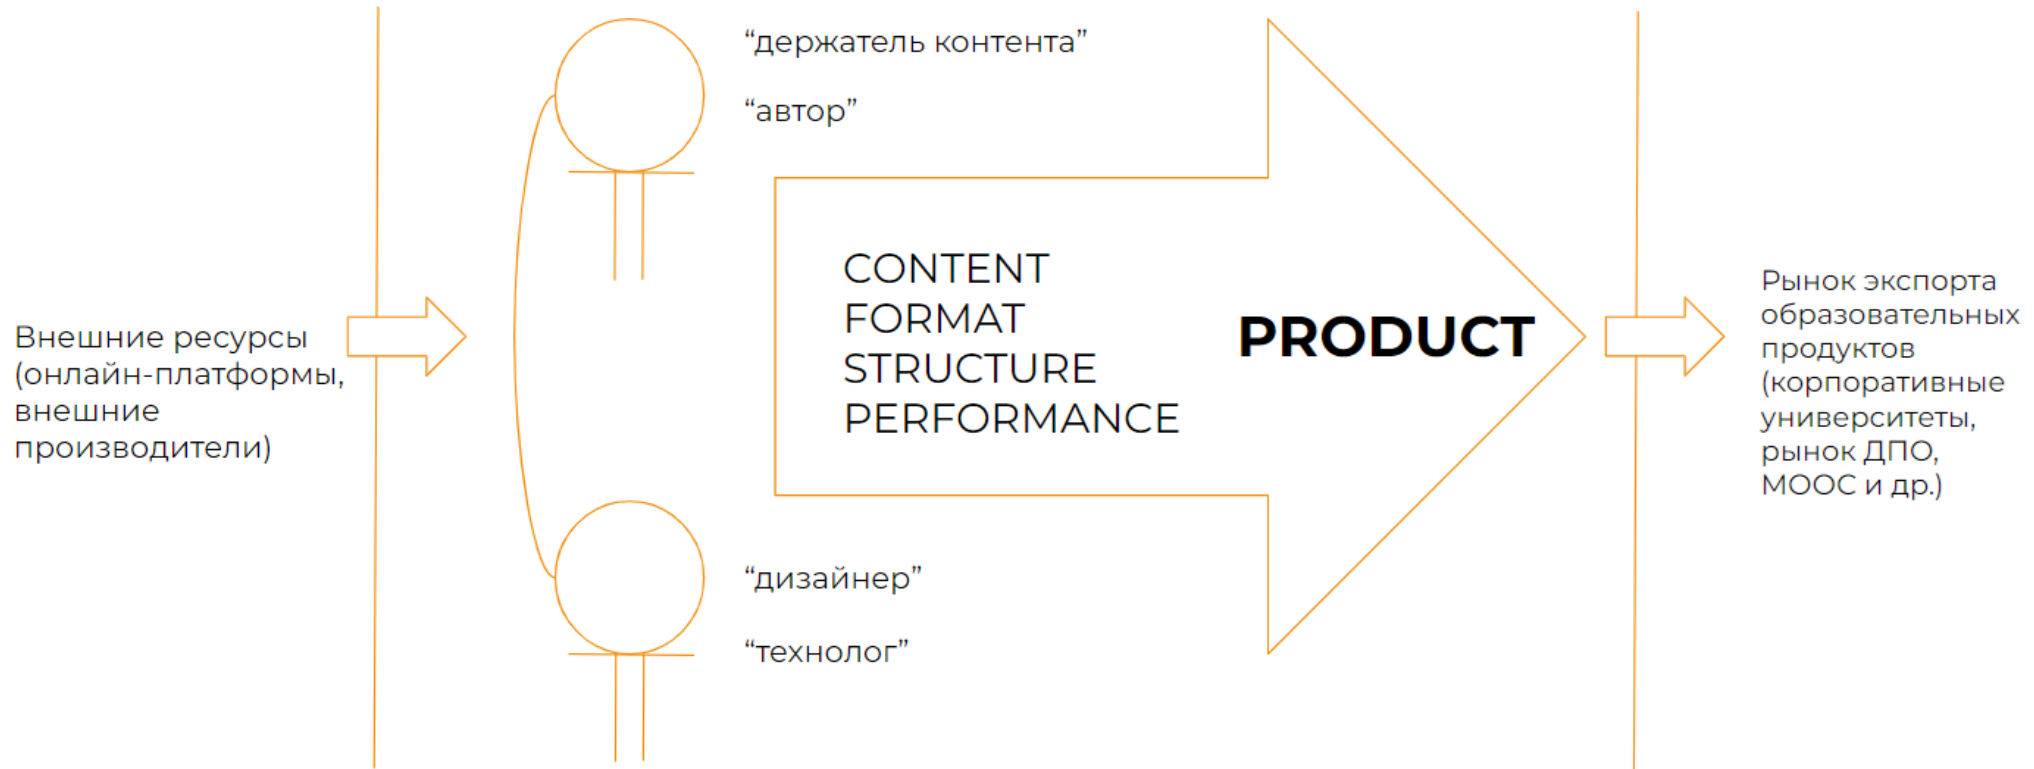 Внешние ресурсы
(онлайн-платформы,
внешние
производители)
“держатель контента”
“автор”
CONTENT
FORMAT
STRUCTURE
PERFORMANCE
PRODUCT
“дизайнер”
“технолог”
Рынок экспорта
образовательных
продуктов
(корпоративные
университеты,
рынок ДПО,
МООС и др.)